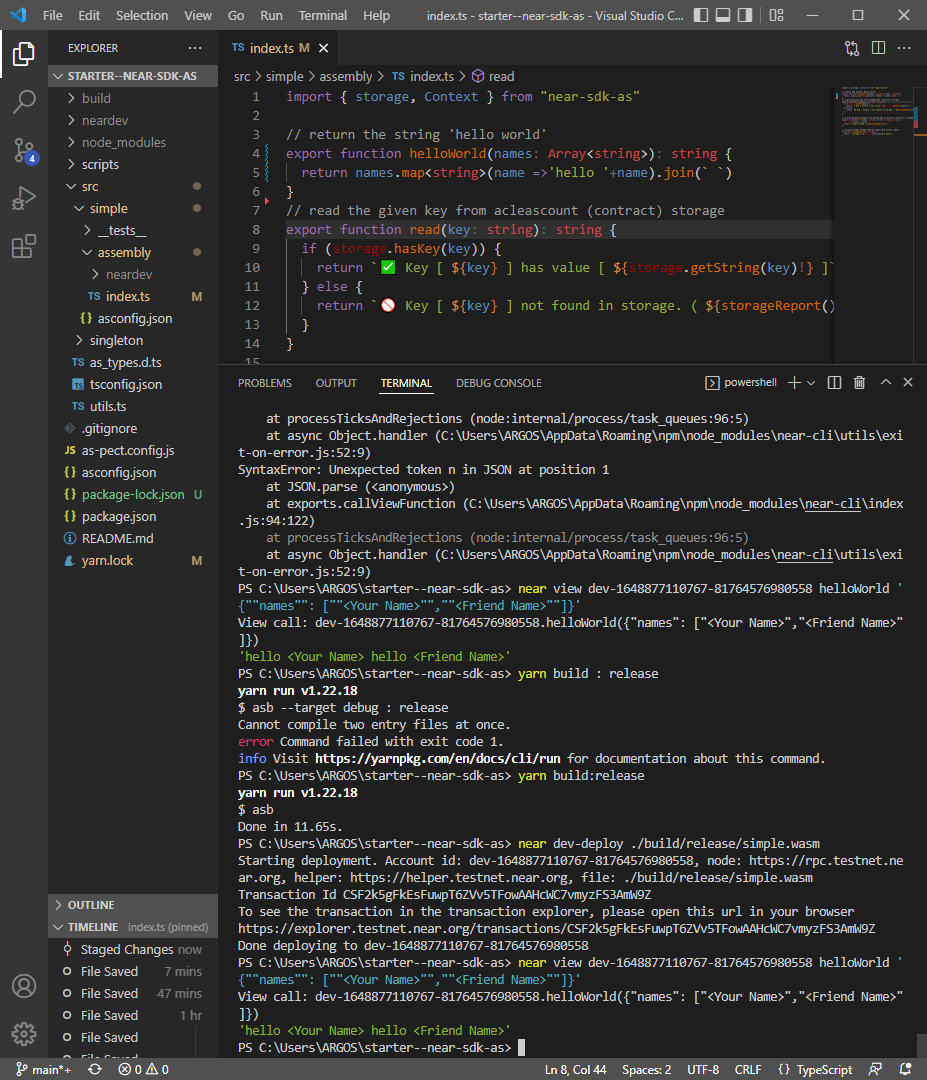 File Edit Selection View Go Run Terminal Help index.ts - starter--near-sdk-as - Visual Studio C...
EXPLORER
STARTER--NEAR-SDK-AS
build
neardev
node_modules
scripts
src
simple
__tests__
assembly
neardev
TS index.ts M
asconfig.json
singleton
TS as_types.d.ts
tsconfig.json
TS utils.ts
.gitignore
JS as-pect.config.js
asconfig.json
package-lock.json U
package.json
README.md
yarn.lock M
OUTLINE
TIMELINE index.ts (pinned)
Staged Changes now
File Saved 7 mins
File Saved 47 mins
File Saved 1 hr
File Saved
File Saved
4
TS index.ts M
src > simple > assembly > TS index.ts > read
1 import { storage, Context } from "near-sdk-as"
2
3 // return the string 'hello world'
4 export function helloWorld(names: Array<string>): string {
5 return names.map<string>(name =>'hello '+name).join(` `)
6 }
7 // read the given key from acleascount (contract) storage
8 export function read(key: string): string {
9 if (storage.hasKey(key)) {
10 return `✅ Key [ ${key} ] has value [ ${storage.getString(key)!} ]`
11 } else {
12 return `🚫 Key [ ${key} ] not found in storage. ( ${storageReport()
13 }
14 }
15
PROBLEMS OUTPUT TERMINAL DEBUG CONSOLE powershell
at processTicksAndRejections (node:internal/process/task_queues:96:5)
at async Object.handler (C:\Users\ARGOS\AppData\Roaming\npm\node_modules\near-cli\utils\exi
t-on-error.js:52:9)
SyntaxError: Unexpected token n in JSON at position 1
at JSON.parse (<anonymous>)
at exports.callViewFunction (C:\Users\ARGOS\AppData\Roaming\npm\node_modules\near-cli\index
.js:94:122)
at processTicksAndRejections (node:internal/process/task_queues:96:5)
at async Object.handler (C:\Users\ARGOS\AppData\Roaming\npm\node_modules\near-cli\utils\exi
t-on-error.js:52:9)
PS C:\Users\ARGOS\starter--near-sdk-as> near view dev-1648877110767-81764576980558 helloWorld '
{""names"": [""<Your Name>"",""<Friend Name>""]}'
View call: dev-1648877110767-81764576980558.helloWorld({"names": ["<Your Name>","<Friend Name>"
]})
'hello <Your Name> hello <Friend Name>'
PS C:\Users\ARGOS\starter--near-sdk-as> yarn build : release
yarn run v1.22.18
$ asb --target debug : release
Cannot compile two entry files at once.
error Command failed with exit code 1.
info Visit https://yarnpkg.com/en/docs/cli/run for documentation about this command.
PS C:\Users\ARGOS\starter--near-sdk-as> yarn build:release
yarn run v1.22.18
$ asb
Done in 11.65s.
PS C:\Users\ARGOS\starter--near-sdk-as> near dev-deploy ./build/release/simple.wasm
Starting deployment. Account id: dev-1648877110767-81764576980558, node: https://rpc.testnet.ne
ar.org, helper: https://helper.testnet.near.org, file: ./build/release/simple.wasm
Transaction Id CSF2k5gFkEsFuwpT6ZVv5TFowAAHcWC7vmyzFS3AmW9Z
To see the transaction in the transaction explorer, please open this url in your browser
https://explorer.testnet.near.org/transactions/CSF2k5gFkEsFuwpT6ZVv5TFowAAHcWC7vmyzFS3AmW9Z
Done deploying to dev-1648877110767-81764576980558
PS C:\Users\ARGOS\starter--near-sdk-as> near view dev-1648877110767-81764576980558 helloWorld '
{""names"": [""<Your Name>"",""<Friend Name>""]}'
View call: dev-1648877110767-81764576980558.helloWorld({"names": ["<Your Name>","<Friend Name>"
]})
'hello <Your Name> hello <Friend Name>'
PS C:\Users\ARGOS\starter--near-sdk-as>
main*+ 0 0 Ln 8, Col 44 Spaces: 2 UTF-8 CRLF {} TypeScript